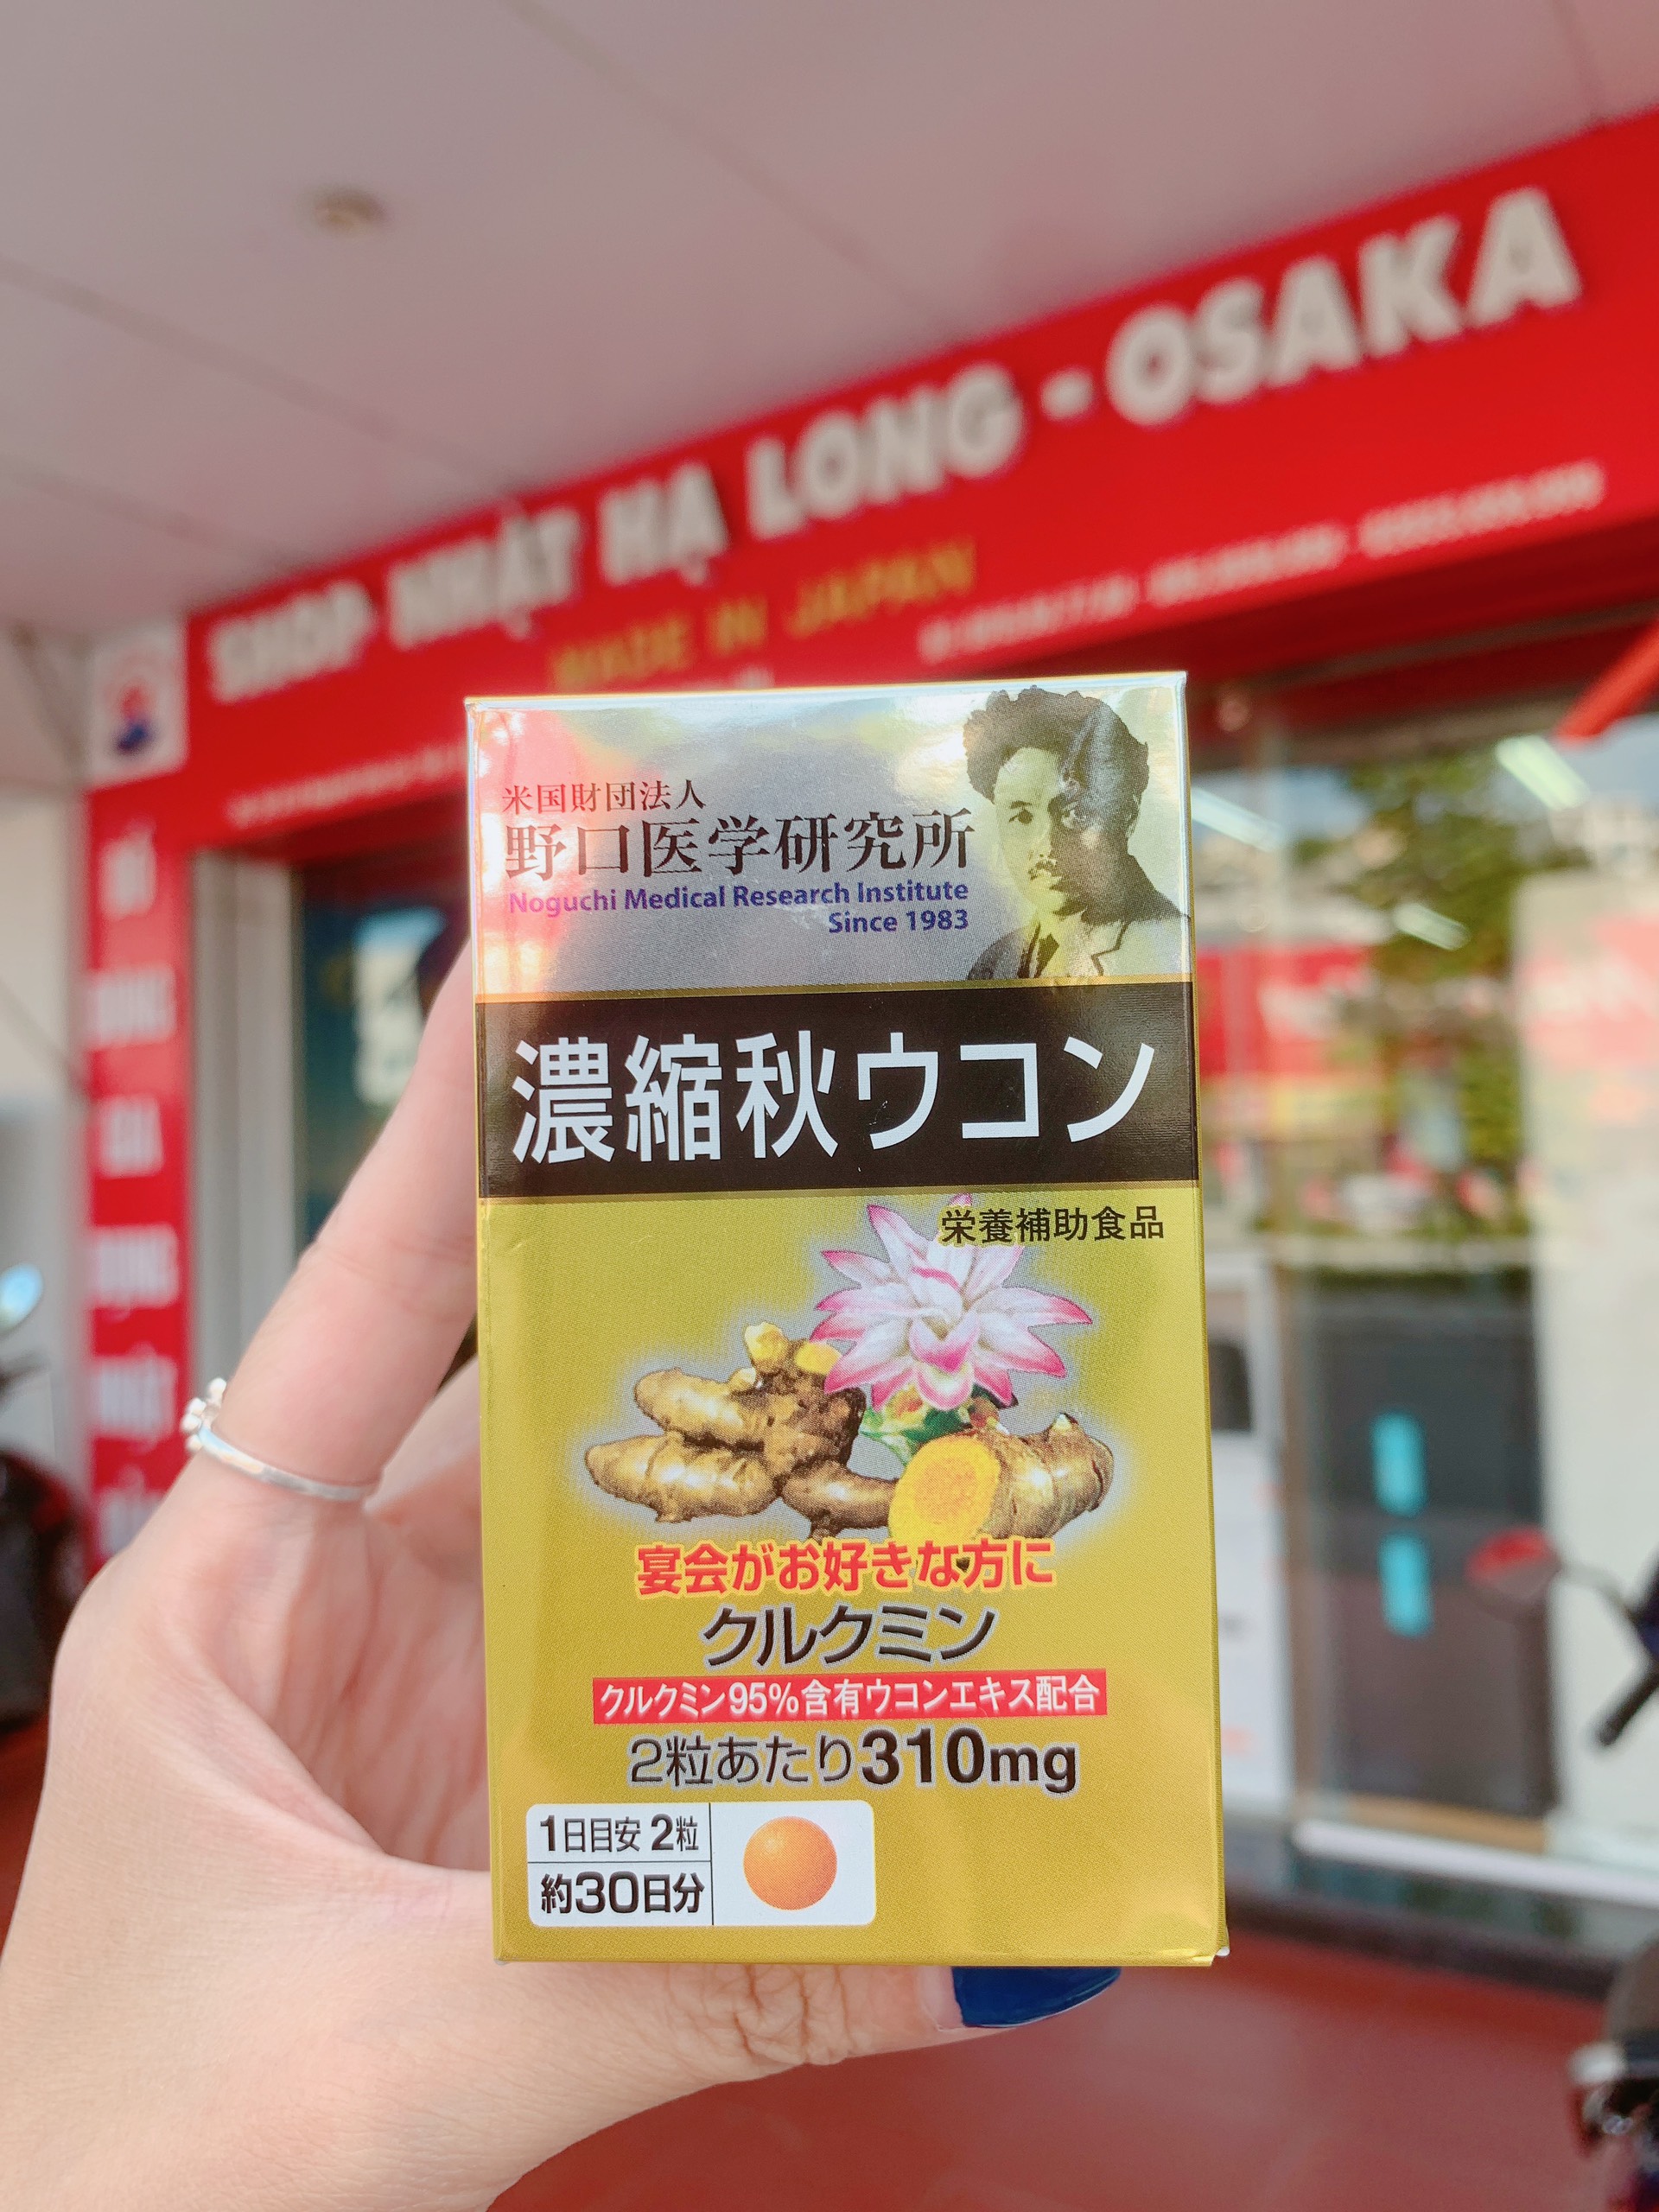 SHOP NHẬT HẠ LONG - OSAKA
MADE IN JAPAN
米国財団法人
野口医学研究所
Noguchi Medical Research Institute
Since 1983
濃縮秋ウコン
栄養補助食品
宴会がお好きな方に
クルクミン
クルクミン95%含有ウコンエキス配合
2粒あたり310mg
1日目安 2粒
約30日分